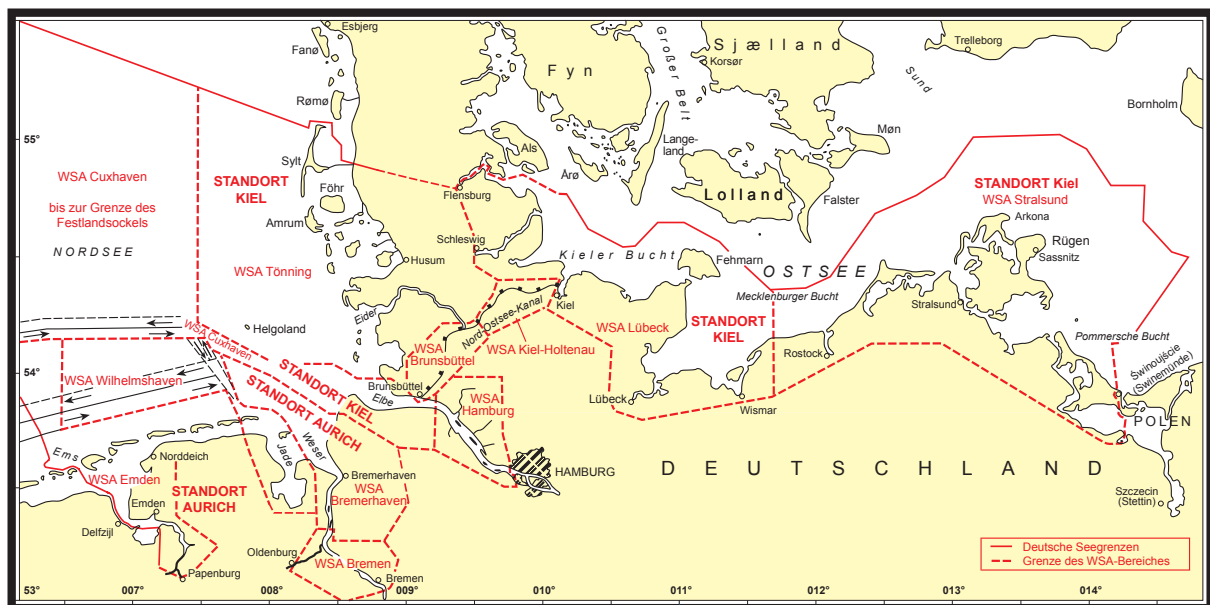 Esbjerg
Fanø
Rømø
Sylt
Föhr
Amrum
Husum
Fyn
Großer Belt
Sjælland
Korsør
Sund
Trelleborg
Bornholm
55°
WSA Cuxhaven
bis zur Grenze des
Festlandsockels
NORDSEE
STANDORT
KIEL
WSA Tönning
Flensburg
Schleswig
Als
Ärø
Lange-
land
Lolland
Falster
Møn
Kieler Bucht
Fehmarn
OSTSEE
Mecklenburger Bucht
STANDORT Kiel
WSA Stralsund
Arkona
Rügen
Sassnitz
Stralsund
Pommersche Bucht
Świnoujście
(Swinemünde)
POLEN
Szczecin
(Stettin)
Helgoland
Eider
Nord-Ostsee-Kanal
Kiel
WSA Kiel-Holtenau
WSA
Brunsbüttel
Brunsbüttel
WSA Lübeck
STANDORT
KIEL
Rostock
Lübeck
Wismar
54°
WSA Cuxhaven
WSA Wilhelmshaven
STANDORT KIEL
STANDORT AURICH
Elbe
WSA
Hamburg
HAMBURG
DEUTSCHLAND
Ems
Norddeich
Jade
Weser
WSA Emden
STANDORT
AURICH
Emden
Delfzijl
Papenburg
Bremerhaven
WSA
Bremerhaven
Oldenburg
WSA Bremen
Bremen
Deutsche Seegrenzen
Grenze des WSA-Bereiches
53°
007°
008°
009°
010°
011°
012°
013°
014°